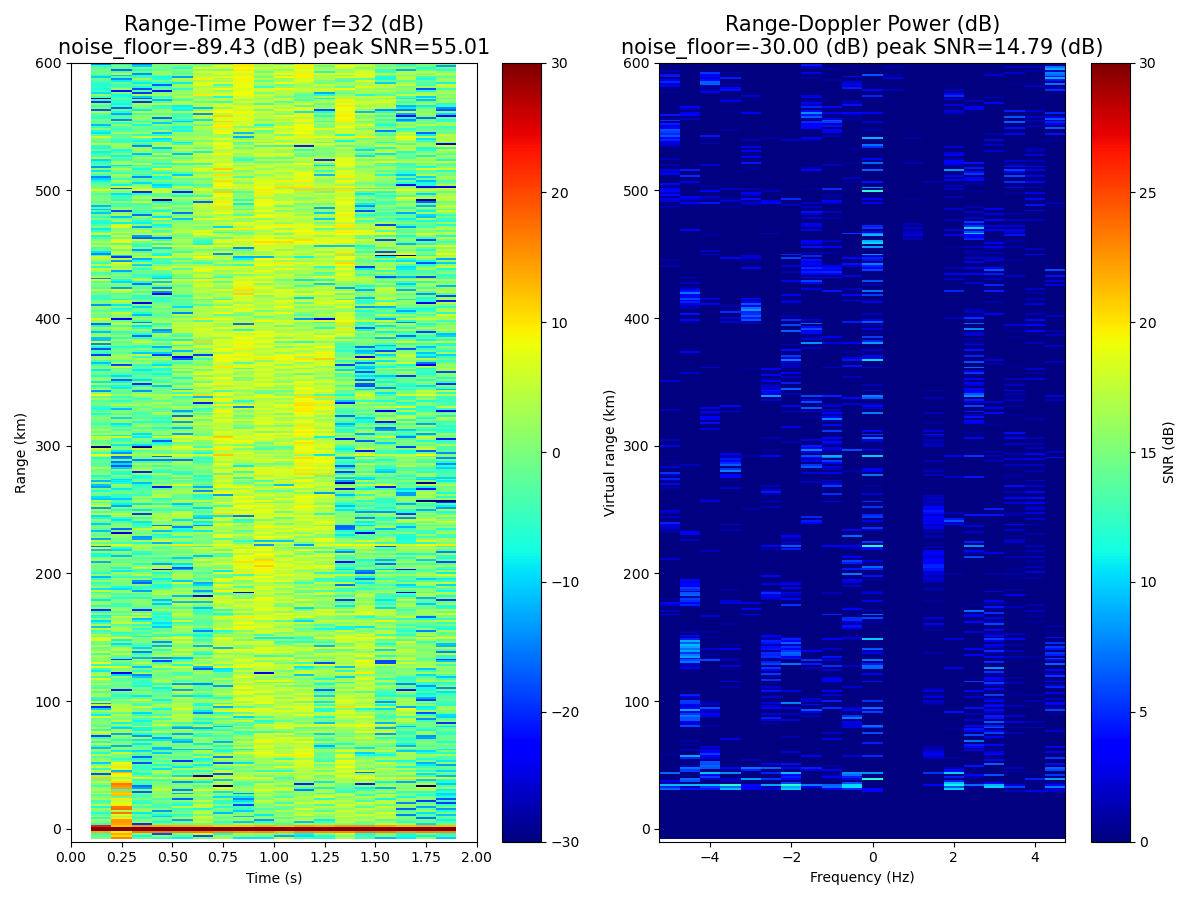 Range-Time Power f=32 (dB)
noise_floor=-89.43 (dB) peak SNR=55.01
600
500
400
300
200
100
0
Range (km)
0.00 0.25 0.50 0.75 1.00 1.25 1.50 1.75 2.00
Time (s)
30
20
10
0
−10
−20
−30
Range-Doppler Power (dB)
noise_floor=-30.00 (dB) peak SNR=14.79 (dB)
600
500
400
300
200
100
0
Virtual range (km)
−4 −2 0 2 4
Frequency (Hz)
30
25
20
15
10
5
0
SNR (dB)